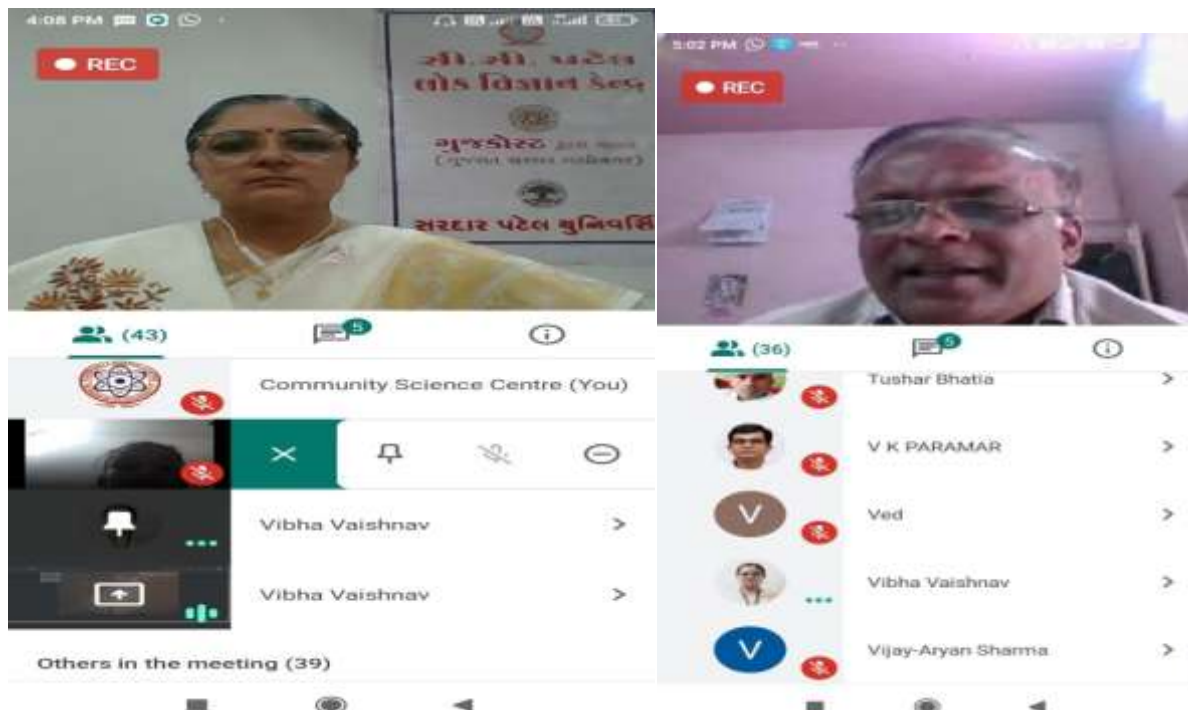 4:08 PM
REC
સી. સી. પટેલ
લોક વિજ્ઞાન કેન્દ્ર
ગુજકોસ્ટ
સરદાર પટેલ યુનિવર્સિ
(43)
5
Community Science Centre (You)
Vibha Vaishnav
Vibha Vaishnav
Others in the meeting (39)
5:02 PM
REC
(36)
5
Tushar Bhatia
V K PARAMAR
V
Ved
Vibha Vaishnav
V
Vijay-Aryan Sharma